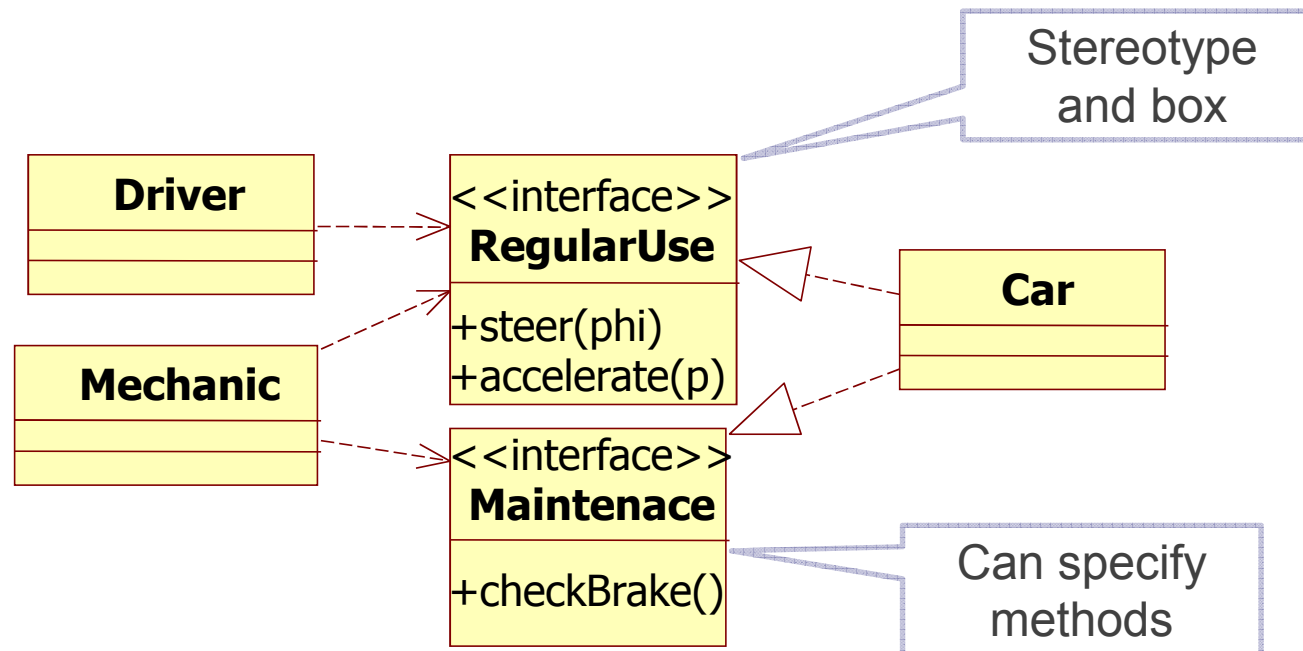 Stereotype
and box
Driver
<<interface>>
RegularUse
+steer(phi)
+accelerate(p)
Car
Mechanic
<<interface>>
Maintenace
+checkBrake()
Can specify
methods